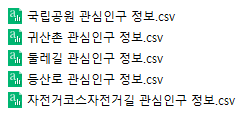 국립공원 관심인구 정보.csv
귀산촌 관심인구 정보.csv
둘레길 관심인구 정보.csv
등산로 관심인구 정보.csv
자전거코스자전거길 관심인구 정보.csv